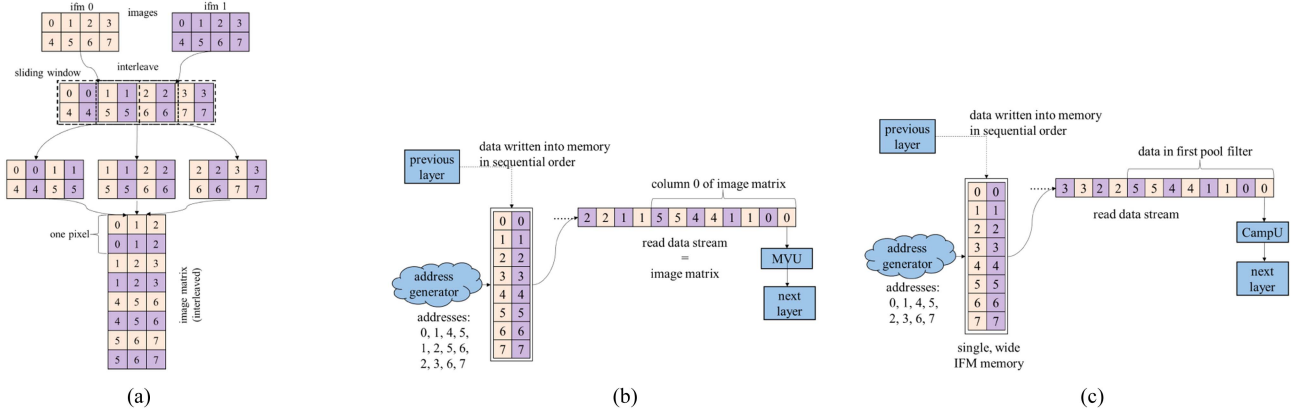 ifm 0
images
ifm 1
0 1 2 3
4 5 6 7
0 1 2 3
4 5 6 7
interleave
sliding window
0 0 1 1 2 2 3 3
4 4 5 5 6 6 7 7
0 0 1 1
4 4 5 5
1 1 2 2
5 5 6 6
2 2 3 3
6 6 7 7
one pixel
0 1 2
0 1 2
1 2 3
1 2 3
4 5 6
4 5 6
5 6 7
5 6 7
image matrix
(interleaved)
(a)
previous
layer
data written into memory
in sequential order
column 0 of image matrix
0 0
1 1
2 2
3 3
4 4
5 5
6 6
7 7
2 2 1 1 5 5 4 4 1 1 0 0
read data stream
=
image matrix
MVU
next
layer
address
generator
addresses:
0, 1, 4, 5,
1, 2, 5, 6,
2, 3, 6, 7
(b)
previous
layer
data written into memory
in sequential order
data in first pool filter
0 0
1 1
2 2
3 3
4 4
5 5
6 6
7 7
3 3 2 2 5 5 4 4 1 1 0 0
read data stream
CampU
next
layer
address
generator
addresses:
0, 1, 4, 5,
2, 3, 6, 7
single, wide
IFM memory
(c)